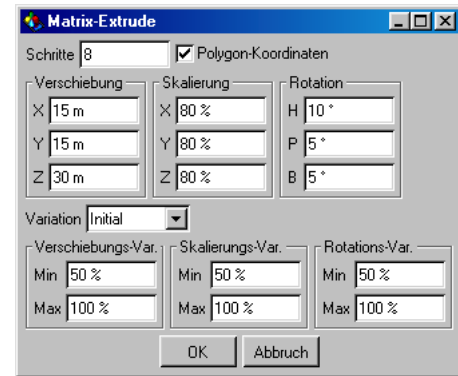 Matrix-Extrude
Schritte 8 Polygon-Koordinaten
Verschiebung Skalierung Rotation
X 15 m X 80 % H 10 °
Y 15 m Y 80 % P 5 °
Z 30 m Z 80 % B 5 °
Variation Initial
Verschiebungs-Var. Skalierungs-Var. Rotations-Var.
Min 50 % Min 50 % Min 50 %
Max 100 % Max 100 % Max 100 %
OK Abbruch